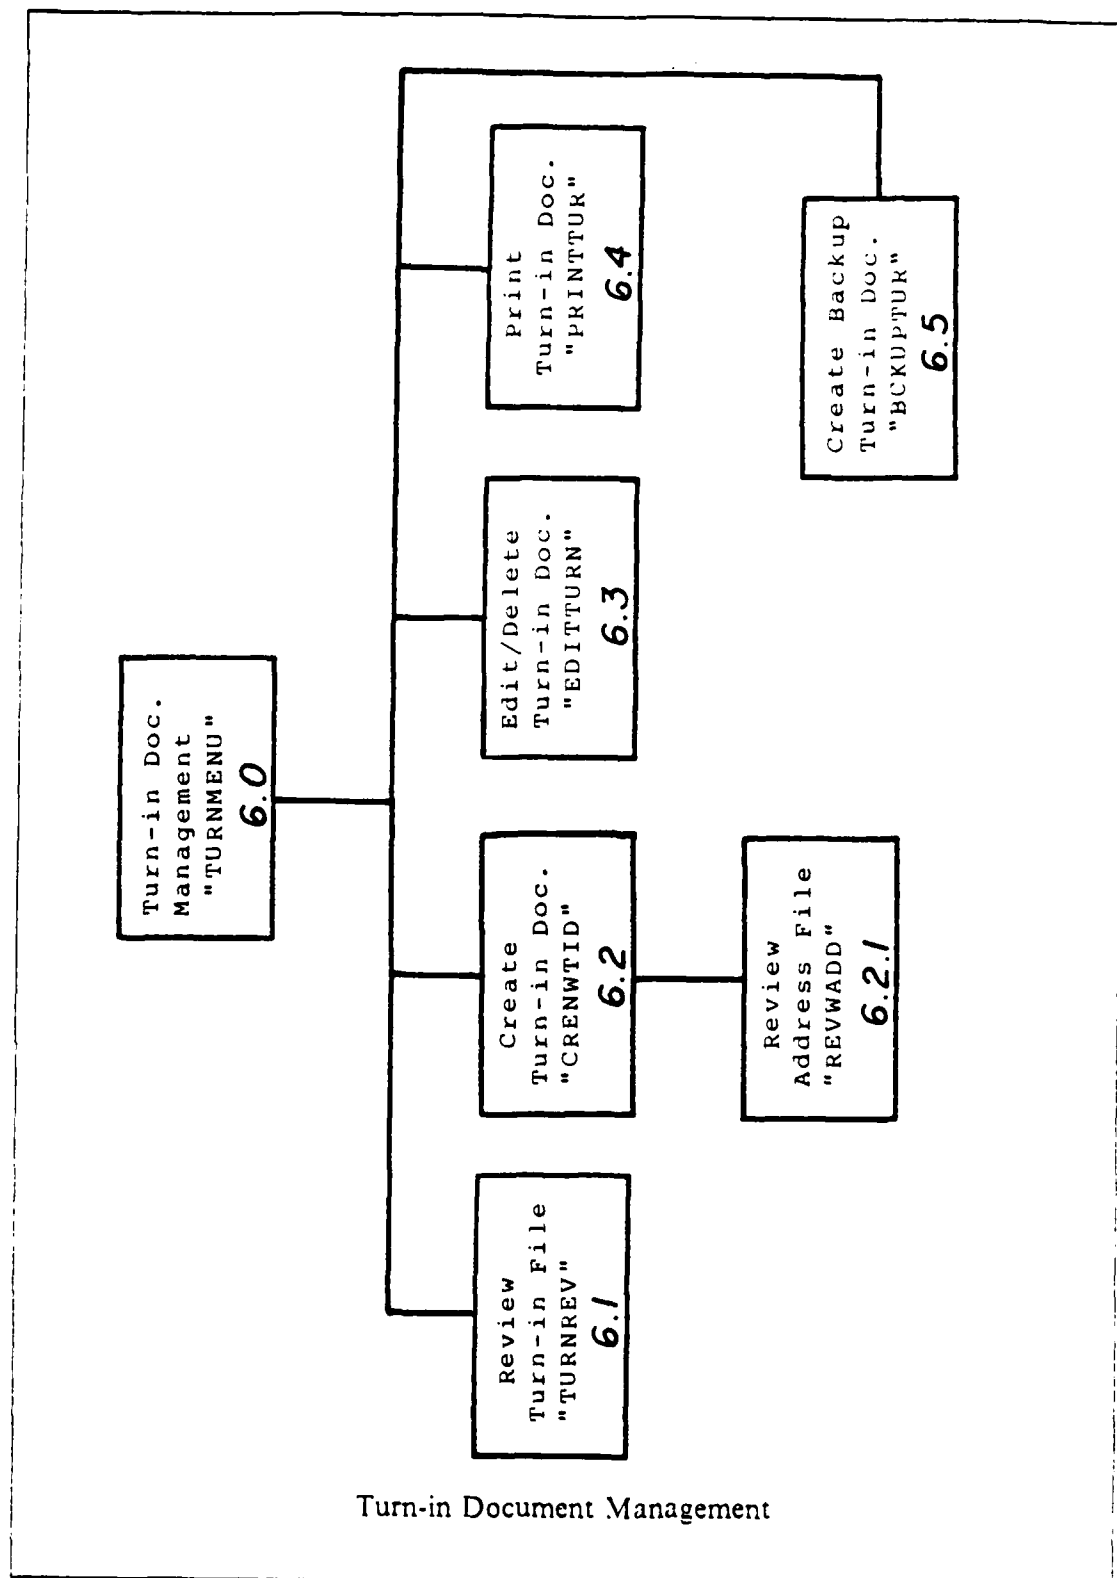 Turn-in Doc.
Management
"TURNMENU"
6.0
Review
Turn-in File
"TURNREV"
6.1
Create
Turn-in Doc.
"CRENWTID"
6.2
Edit/Delete
Turn-in Doc.
"EDITTURN"
6.3
Print
Turn-in Doc.
"PRINTTUR"
6.4
Review
Address File
"REVWADD"
6.2.1
Create Backup
Turn-in Doc.
"BCKUPTUR"
6.5
Turn-in Document Management